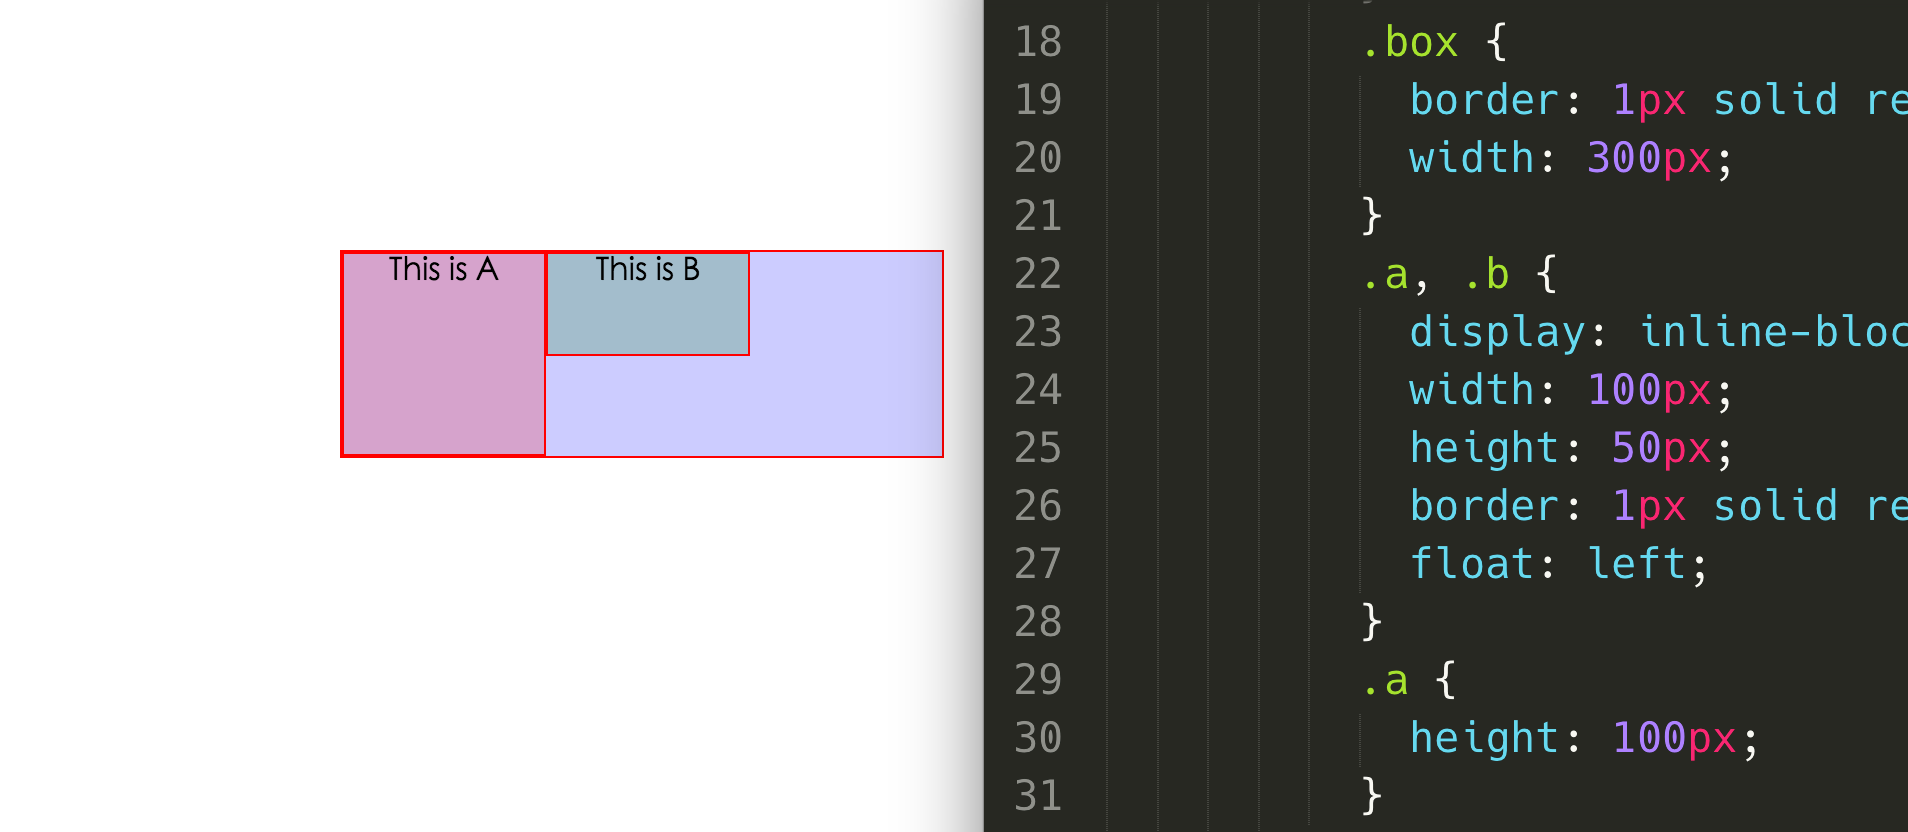 This is A
This is B
18 .box {
19 border: 1px solid re
20 width: 300px;
21 }
22 .a, .b {
23 display: inline-bloc
24 width: 100px;
25 height: 50px;
26 border: 1px solid re
27 float: left;
28 }
29 .a {
30 height: 100px;
31 }